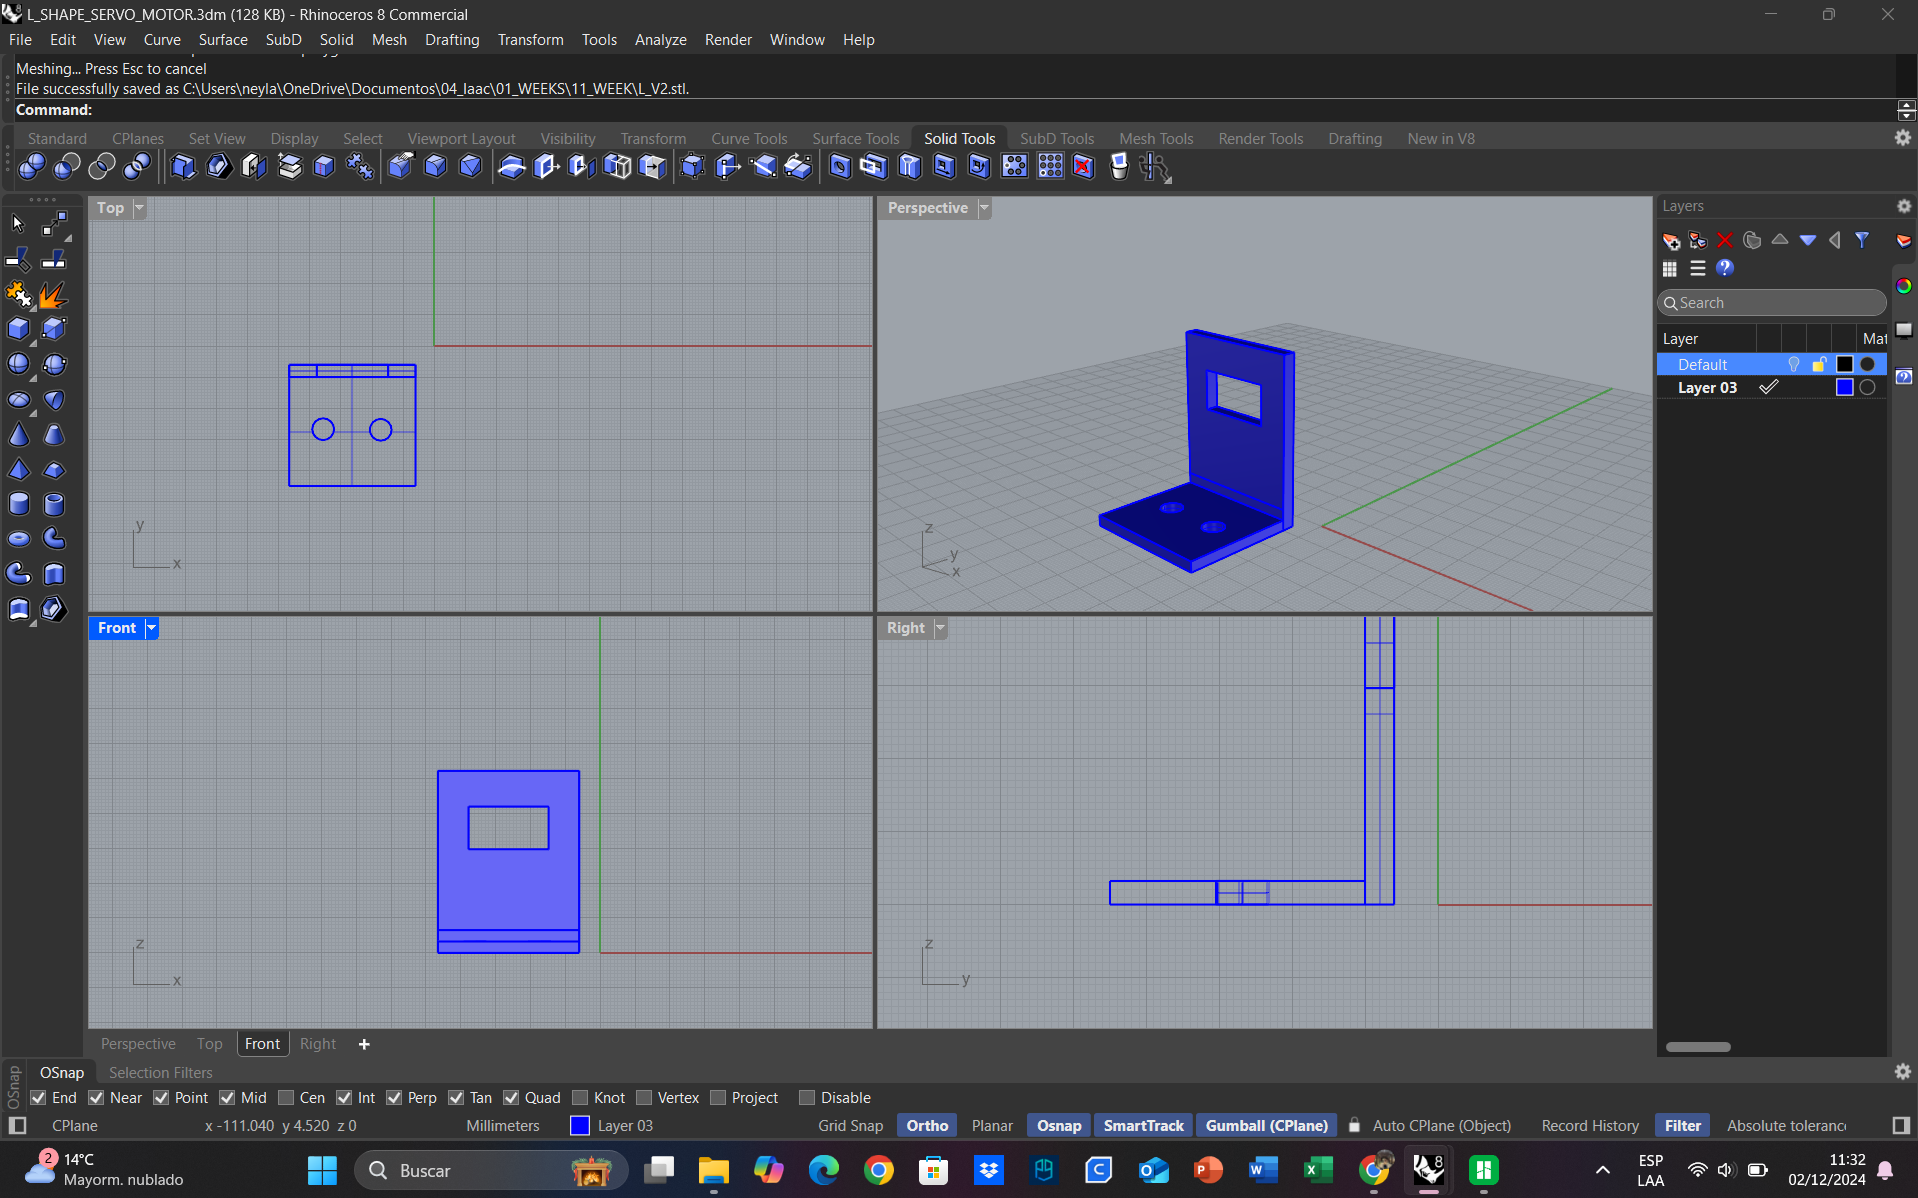 L_SHAPE_SERVO_MOTOR.3dm (128 KB) - Rhinoceros 8 Commercial
File Edit View Curve Surface SubD Solid Mesh Drafting Transform Tools Analyze Render Window Help
Meshing... Press Esc to cancel
File successfully saved as C:\Users\neyla\OneDrive\Documentos\04_Iaac\01_WEEKS\11_WEEK\L_V2.stl.
Command:
Standard CPlanes Set View Display Select Viewport Layout Visibility Transform Curve Tools Surface Tools Solid Tools SubD Tools Mesh Tools Render Tools Drafting New in V8
Top
Perspective
Layers
Search
Layer Mat
Default
Layer 03
y
x
z
y
x
Front
Right
z
x
z
y
Perspective Top Front Right
OSnap
OSnap Selection Filters
End Near Point Mid Cen Int Perp Tan Quad Knot Vertex Project Disable
CPlane x -111.040 y 4.520 z 0 Millimeters Layer 03 Grid Snap Ortho Planar Osnap SmartTrack Gumball (CPlane) Auto CPlane (Object) Record History Filter Absolute toleranc
2
14°C
Mayorm. nublado
Buscar
8
ESP
LAA
11:32
02/12/2024